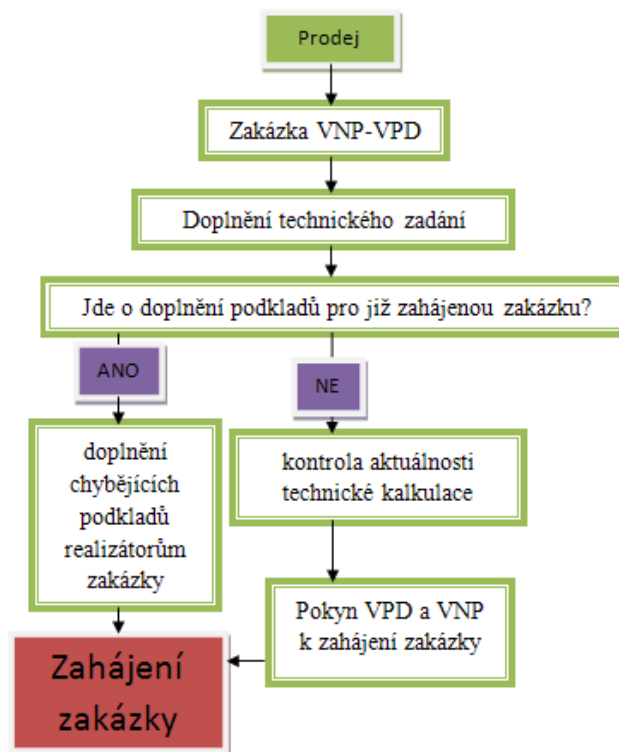 Prodej
Zakázka VNP-VPD
Doplnění technického zadání
Jde o doplnění podkladů pro již zahájenou zakázku?
ANO
NE
doplnění
chybějících
podkladů
realizátorům
zakázky
kontrola aktuálnosti
technické kalkulace
Pokyn VPD a VNP
k zahájení zakázky
Zahájení
zakázky